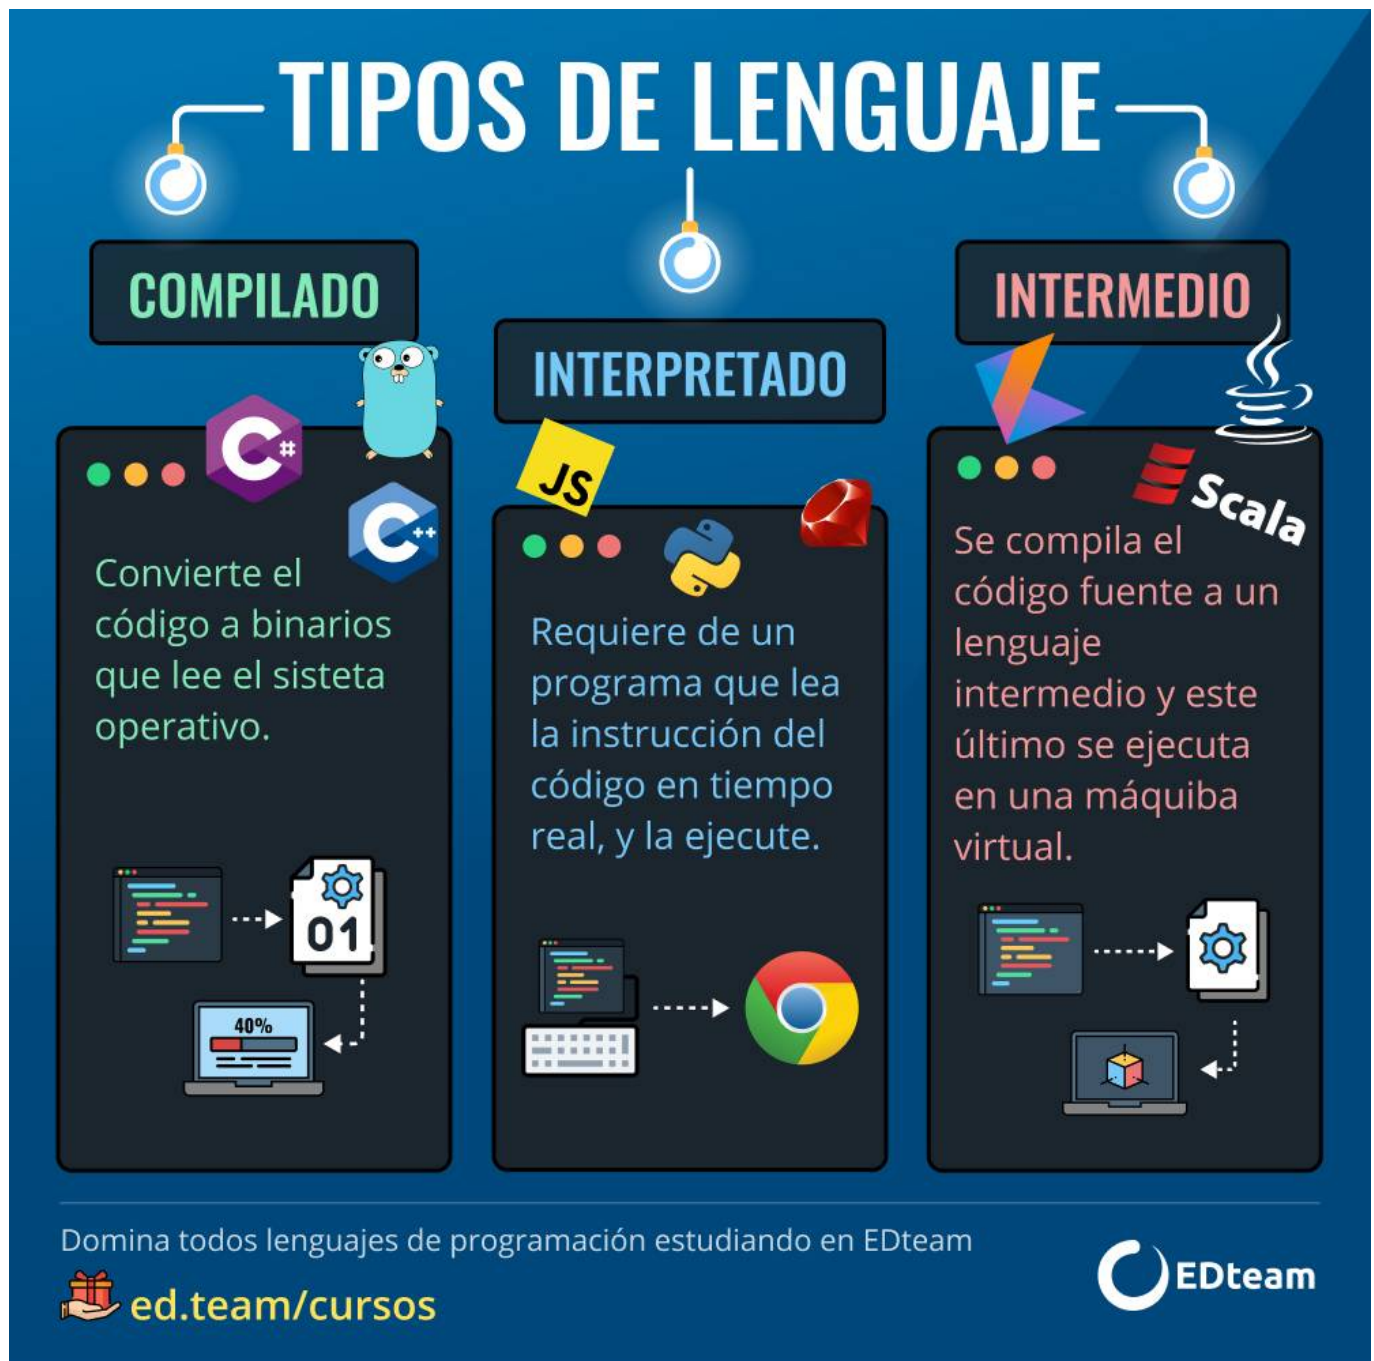 TIPOS DE LENGUAJE
COMPILADO
C#
C++
Convierte el
código a binarios
que lee el sisteta
operativo.
01
40%
INTERPRETADO
JS
Requiere de un
programa que lea
la instrucción del
código en tiempo
real, y la ejecute.
INTERMEDIO
Scala
Se compila el
código fuente a un
lenguaje
intermedio y este
último se ejecuta
en una máquiba
virtual.
Domina todos lenguajes de programación estudiando en EDteam
ed.team/cursos
EDteam